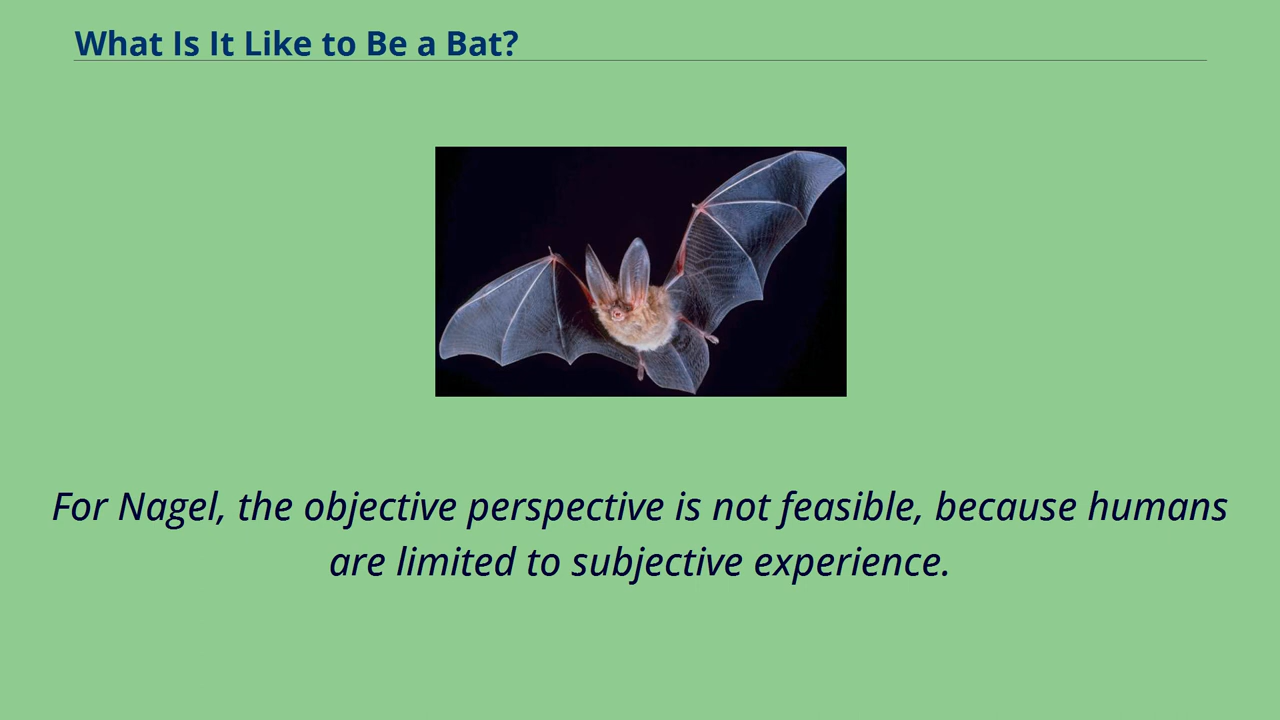 What Is It Like to Be a Bat?
For Nagel, the objective perspective is not feasible, because humans
are limited to subjective experience.